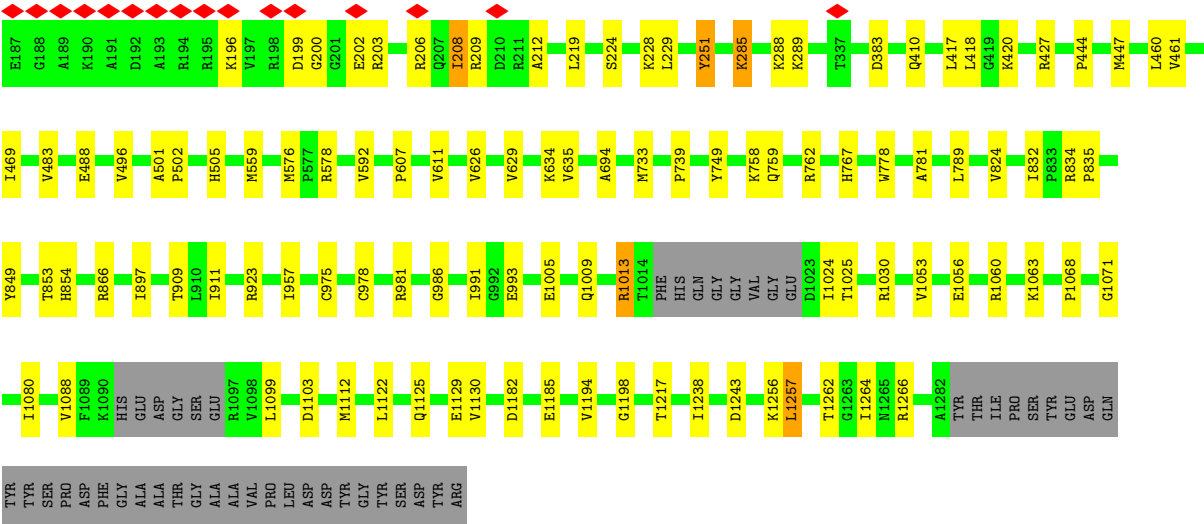 E187 G188 A189 K190 A191 D192 A193 R194 R195 K196 V197 R198 D199 G200 G201 E202 R203 R206 Q207 I208 R209 D210 R211 A212 L219 S224 K228 L229 Y251 K285 K288 K289 T337 D383 Q410 L417 L418 G419 K420 R427 P444 M447 L460 V461
I469 V483 E488 V496 A501 P502 H505 M559 M576 P577 R578 V592 P607 V611 V626 V629 K634 V635 A694 M733 P739 Y749 K758 Q759 R762 H767 W778 A781 L789 V824 I832 P833 R834 P835
Y849 T853 H854 R866 I897 T909 L910 I911 R923 I957 C975 C978 R981 G986 I991 G992 E993 E1005 Q1009 R1013 T1014 PHE HIS GLN GLY GLY VAL GLY GLU D1023 I1024 T1025 R1030 V1053 E1056 R1060 K1063 P1068 G1071
I1080 V1088 F1089 K1090 HIS GLU ASP GLY SER GLU R1097 V1098 L1099 D1103 M1112 L1122 Q1125 E1129 V1130 D1182 E1185 V1194 G1198 T1217 I1238 D1243 K1256 L1257 T1262 G1263 I1264 N1265 R1266 A1282 TYR THR ILE PRO SER TYR GLU ASP GLN
TYR TYR SER PRO ASP PHE GLY ALA ALA THR GLY ALA ALA VAL PRO LEU ASP ASP TYR GLY TYR SER ASP TYR ARG